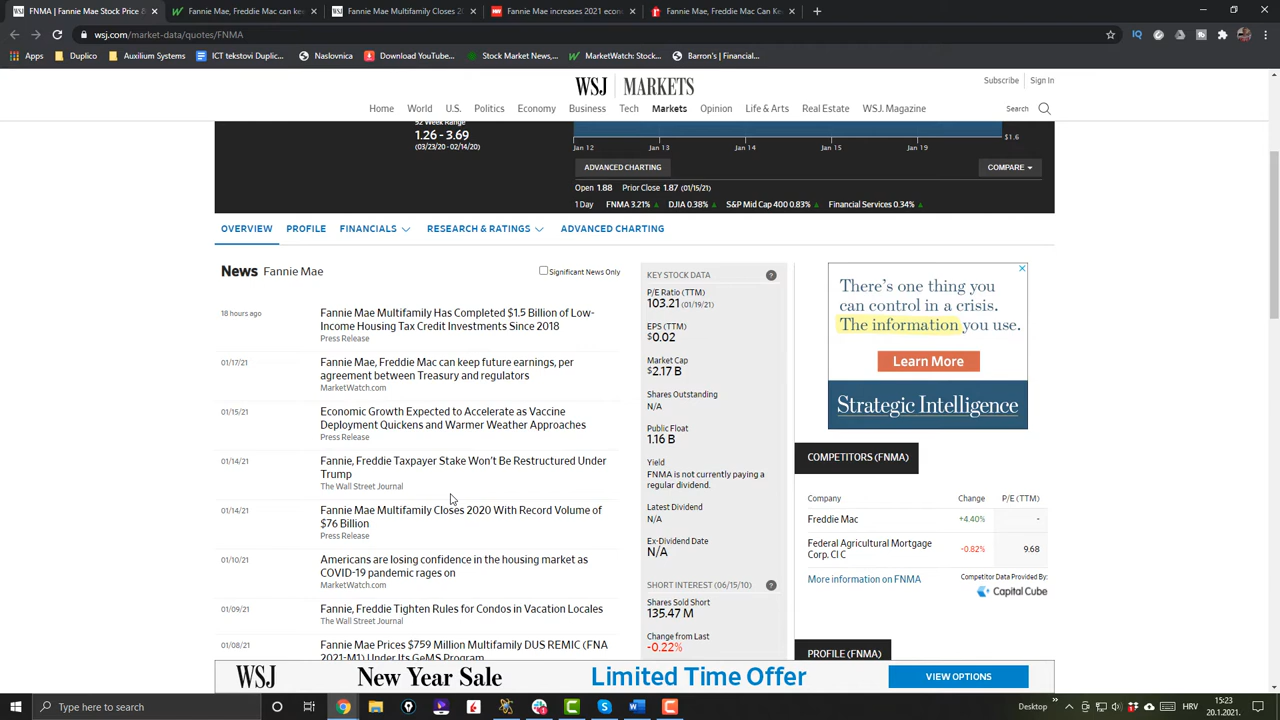 FNMA | Fannie Mae Stock Price &
Fannie Mae, Freddie Mac can kee
Fannie Mae Multifamily Closes 20
Fannie Mae increases 2021 econo
Fannie Mae, Freddie Mac Can Ke
wsj.com/market-data/quotes/FNMA
Apps
Duplico
Auxilium Systems
ICT tekstovi Duplico...
Naslovnica
Download YouTube...
Stock Market News,...
MarketWatch: Stock...
Barron's | Financial...
WSJ MARKETS
Subscribe
Sign In
Home
World
U.S.
Politics
Economy
Business
Tech
Markets
Opinion
Life & Arts
Real Estate
WSJ. Magazine
Search
52 Week Range
1.26 - 3.69
(03/23/20 - 02/14/20)
$1.6
Jan 12
Jan 13
Jan 14
Jan 15
Jan 19
ADVANCED CHARTING
COMPARE
Open 1.88 Prior Close 1.87 (01/15/21)
1 Day FNMA 3.21% DJIA 0.38% S&P Mid Cap 400 0.83% Financial Services 0.34%
OVERVIEW
PROFILE
FINANCIALS
RESEARCH & RATINGS
ADVANCED CHARTING
News Fannie Mae
Significant News Only
18 hours ago
Fannie Mae Multifamily Has Completed $1.5 Billion of Low-
Income Housing Tax Credit Investments Since 2018
Press Release
01/17/21
Fannie Mae, Freddie Mac can keep future earnings, per
agreement between Treasury and regulators
MarketWatch.com
01/15/21
Economic Growth Expected to Accelerate as Vaccine
Deployment Quickens and Warmer Weather Approaches
Press Release
01/14/21
Fannie, Freddie Taxpayer Stake Won't Be Restructured Under
Trump
The Wall Street Journal
01/14/21
Fannie Mae Multifamily Closes 2020 With Record Volume of
$76 Billion
Press Release
01/10/21
Americans are losing confidence in the housing market as
COVID-19 pandemic rages on
MarketWatch.com
01/09/21
Fannie, Freddie Tighten Rules for Condos in Vacation Locales
The Wall Street Journal
01/08/21
Fannie Mae Prices $759 Million Multifamily DUS REMIC (FNA
2021-M1) Under Its GeMS Program
KEY STOCK DATA
?
P/E Ratio (TTM)
103.21 (01/19/21)
EPS (TTM)
$0.02
Market Cap
$2.17 B
Shares Outstanding
N/A
Public Float
1.16 B
Yield
FNMA is not currently paying a
regular dividend.
Latest Dividend
N/A
Ex-Dividend Date
N/A
SHORT INTEREST (06/15/10)
?
Shares Sold Short
135.47 M
Change from Last
-0.22%
There's one thing you
can control in a crisis.
The information you use.
Learn More
Strategic Intelligence
COMPETITORS (FNMA)
Company
Change
P/E (TTM)
Freddie Mac
+4.40%
-
Federal Agricultural Mortgage
Corp. Cl C
-0.82%
9.68
More information on FNMA
Competitor Data Provided By:
Capital Cube
PROFILE (FNMA)
WSJ
New Year Sale
Limited Time Offer
VIEW OPTIONS
Type here to search
Desktop
HRV
15:23
20.1.2021.